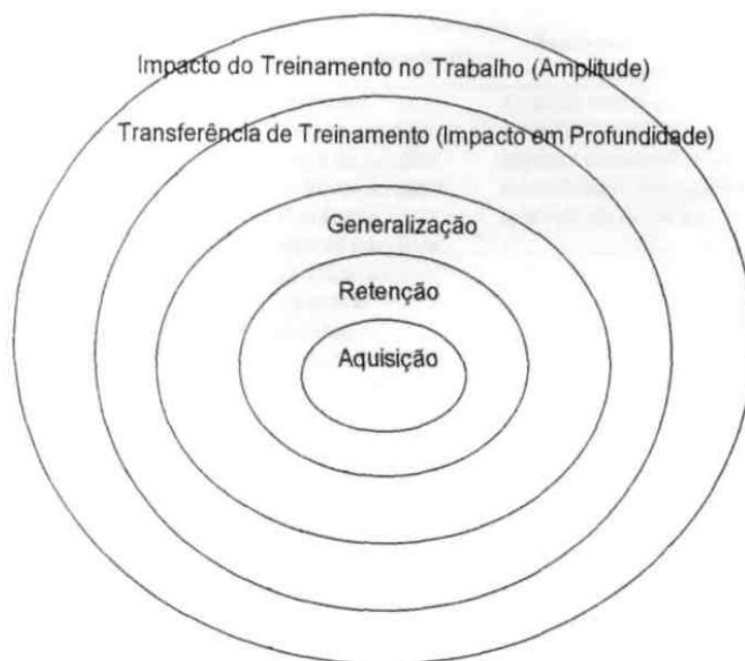 Impacto do Treinamento no Trabalho (Amplitude)
Transferência de Treinamento (Impacto em Profundidade)
Generalização
Retenção
Aquisição